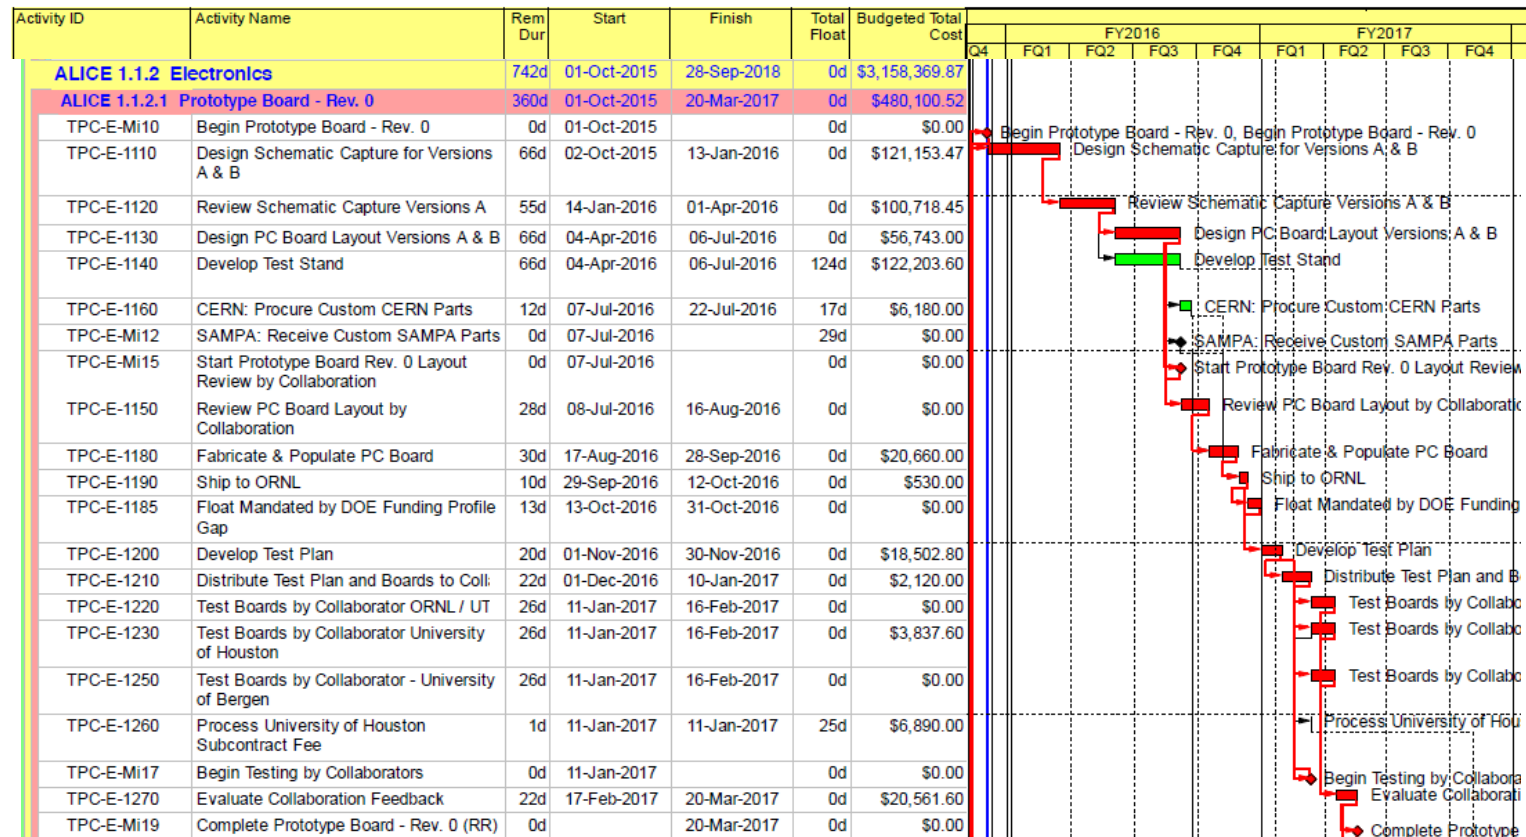 Activity ID Activity Name Rem Dur Start Finish Total Float Budgeted Total Cost
FY2016 FY2017
Q4 FQ1 FQ2 FQ3 FQ4 FQ1 FQ2 FQ3 FQ4
ALICE 1.1.2 Electronics 742d 01-Oct-2015 28-Sep-2018 0d $3,158,369.87
ALICE 1.1.2.1 Prototype Board - Rev. 0 360d 01-Oct-2015 20-Mar-2017 0d $480,100.52
TPC-E-Mi10 Begin Prototype Board - Rev. 0 0d 01-Oct-2015 0d $0.00 Begin Prototype Board - Rev. 0, Begin Prototype Board - Rev. 0
TPC-E-1110 Design Schematic Capture for Versions 66d 02-Oct-2015 13-Jan-2016 0d $121,153.47 Design Schematic Capture for Versions A & B
A & B
TPC-E-1120 Review Schematic Capture Versions A 55d 14-Jan-2016 01-Apr-2016 0d $100,718.45 Review Schematic Capture Versions A & B
TPC-E-1130 Design PC Board Layout Versions A & B 66d 04-Apr-2016 06-Jul-2016 0d $56,743.00 Design PC Board Layout Versions A & B
TPC-E-1140 Develop Test Stand 66d 04-Apr-2016 06-Jul-2016 124d $122,203.60 Develop Test Stand
TPC-E-1160 CERN: Procure Custom CERN Parts 12d 07-Jul-2016 22-Jul-2016 17d $6,180.00 CERN: Procure Custom CERN Parts
TPC-E-Mi12 SAMPA: Receive Custom SAMPA Parts 0d 07-Jul-2016 29d $0.00 SAMPA: Receive Custom SAMPA Parts
TPC-E-Mi15 Start Prototype Board Rev. 0 Layout 0d 07-Jul-2016 0d $0.00 Start Prototype Board Rev. 0 Layout Review
Review by Collaboration
TPC-E-1150 Review PC Board Layout by 28d 08-Jul-2016 16-Aug-2016 0d $0.00 Review PC Board Layout by Collaboratic
Collaboration
TPC-E-1180 Fabricate & Populate PC Board 30d 17-Aug-2016 28-Sep-2016 0d $20,660.00 Fabricate & Populate PC Board
TPC-E-1190 Ship to ORNL 10d 29-Sep-2016 12-Oct-2016 0d $530.00 Ship to ORNL
TPC-E-1185 Float Mandated by DOE Funding Profile 13d 13-Oct-2016 31-Oct-2016 0d $0.00 Float Mandated by DOE Funding
Gap
TPC-E-1200 Develop Test Plan 20d 01-Nov-2016 30-Nov-2016 0d $18,502.80 Develop Test Plan
TPC-E-1210 Distribute Test Plan and Boards to Coll 22d 01-Dec-2016 10-Jan-2017 0d $2,120.00 Distribute Test Plan and B
TPC-E-1220 Test Boards by Collaborator ORNL / UT 26d 11-Jan-2017 16-Feb-2017 0d $0.00 Test Boards by Collabo
TPC-E-1230 Test Boards by Collaborator University 26d 11-Jan-2017 16-Feb-2017 0d $3,837.60 Test Boards by Collabo
of Houston
TPC-E-1250 Test Boards by Collaborator - University 26d 11-Jan-2017 16-Feb-2017 0d $0.00 Test Boards by Collabo
of Bergen
TPC-E-1260 Process University of Houston 1d 11-Jan-2017 11-Jan-2017 25d $6,890.00 Process University of Hou
Subcontract Fee
TPC-E-Mi17 Begin Testing by Collaborators 0d 11-Jan-2017 0d $0.00 Begin Testing by Collabora
TPC-E-1270 Evaluate Collaboration Feedback 22d 17-Feb-2017 20-Mar-2017 0d $20,561.60 Evaluate Collaborati
TPC-E-Mi19 Complete Prototype Board - Rev. 0 (RR) 0d 20-Mar-2017 0d $0.00 Complete Prototype